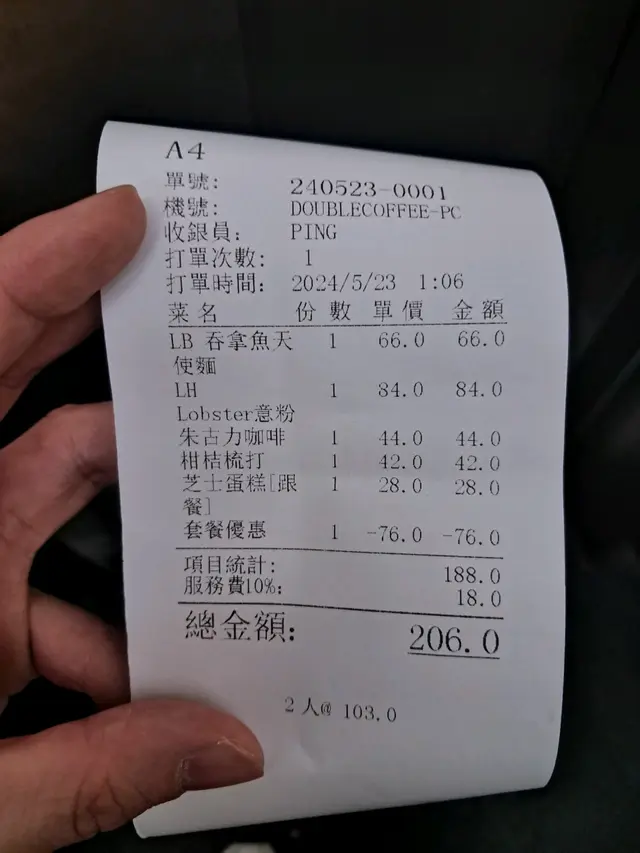 A4
單號: 240523-0001
機號: DOUBLECOFFEE-PC
收銀員: PING
打單次數: 1
打單時間: 2024/5/23 1:06
菜名 份數 單價 金額
LB 吞拿魚天 1 66.0 66.0
使麵
LH 1 84.0 84.0
Lobster意粉
朱古力咖啡 1 44.0 44.0
柑桔梳打 1 42.0 42.0
芝士蛋糕[跟 1 28.0 28.0
餐]
套餐優惠 1 -76.0 -76.0
項目統計: 188.0
服務費10%: 18.0
總金額: 206.0
2人@ 103.0